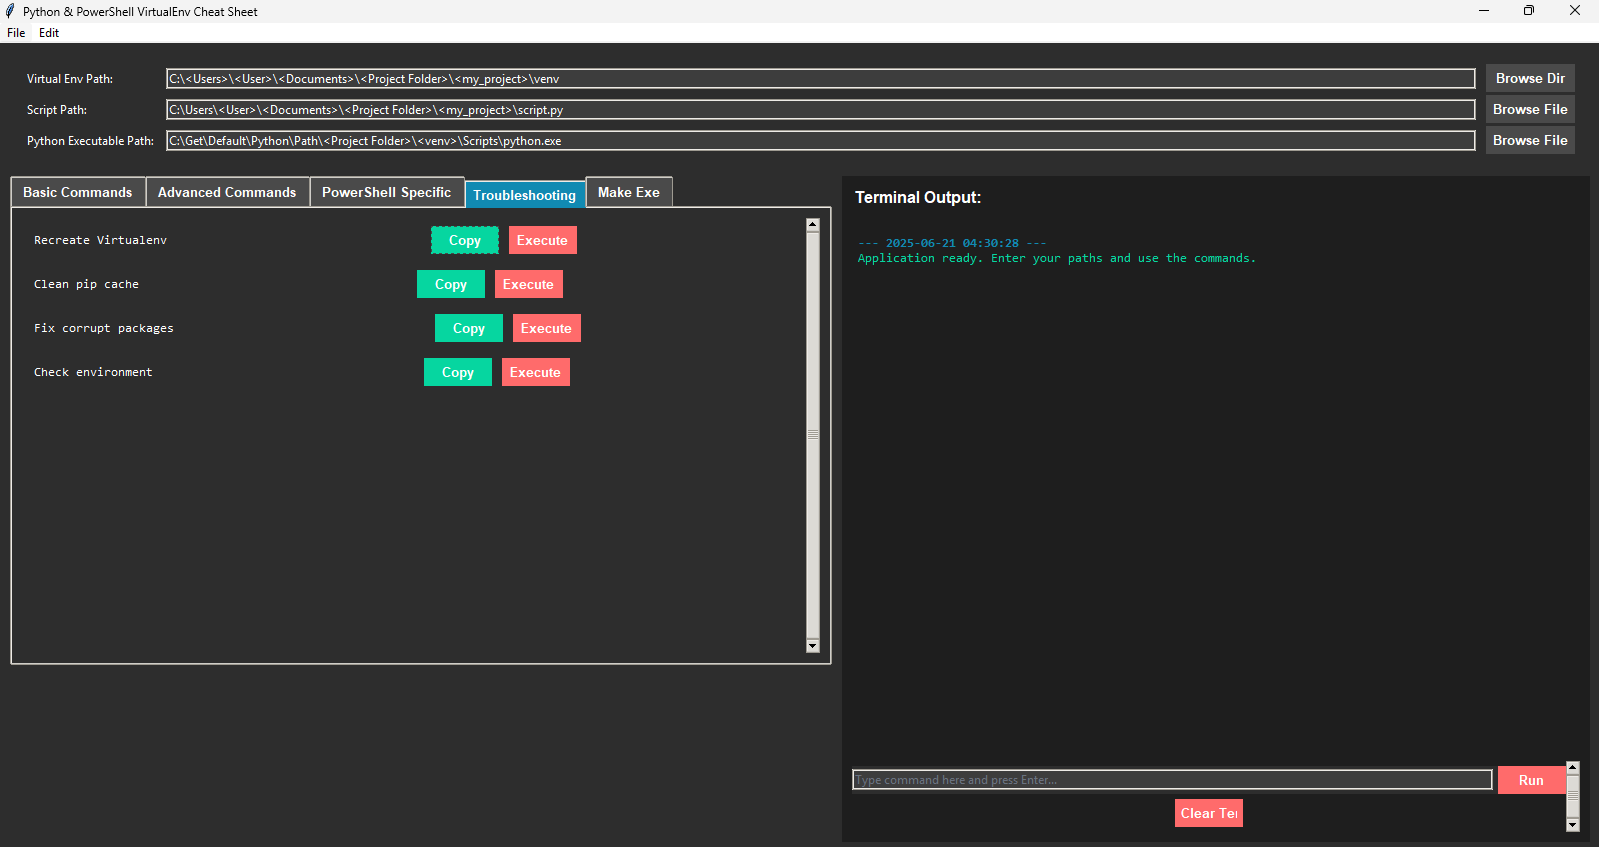 Python & PowerShell VirtualEnv Cheat Sheet
File Edit
Virtual Env Path: C:\<Users>\<User>\<Documents>\<Project Folder>\<my_project>\venv Browse Dir
Script Path: C:\Users\<User>\<Documents>\<Project Folder>\<my_project>\script.py Browse File
Python Executable Path: C:\Get\Default\Python\Path\<Project Folder>\<venv>\Scripts\python.exe Browse File
Basic Commands Advanced Commands PowerShell Specific Troubleshooting Make Exe
Recreate Virtualenv Copy Execute
Clean pip cache Copy Execute
Fix corrupt packages Copy Execute
Check environment Copy Execute
Terminal Output:
--- 2025-06-21 04:30:28 ---
Application ready. Enter your paths and use the commands.
Type command here and press Enter... Run
Clear Ter